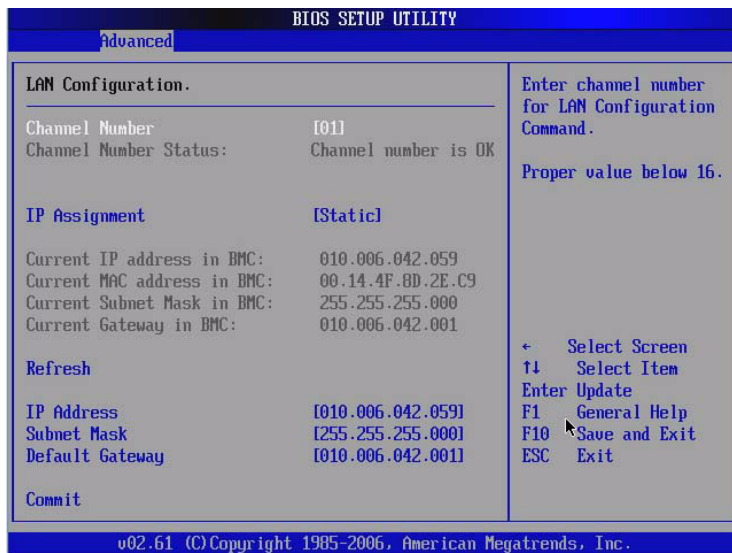 BIOS SETUP UTILITY
Advanced
LAN Configuration.
Channel Number [01]
Channel Number Status: Channel number is OK
IP Assignment [Static]
Current IP address in BMC: 010.006.042.059
Current MAC address in BMC: 00.14.4F.8D.2E.C9
Current Subnet Mask in BMC: 255.255.255.000
Current Gateway in BMC: 010.006.042.001
Refresh
IP Address [010.006.042.059]
Subnet Mask [255.255.255.000]
Default Gateway [010.006.042.001]
Commit
Enter channel number
for LAN Configuration
Command.
Proper value below 16.
← Select Screen
↑↓ Select Item
Enter Update
F1 General Help
F10 Save and Exit
ESC Exit
v02.61 (C)Copyright 1985-2006, American Megatrends, Inc.